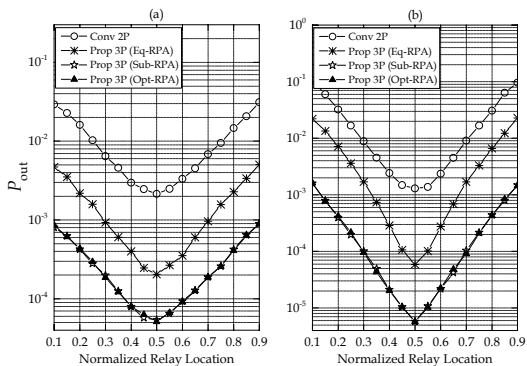 (a)
Conv 2P
Prop 3P (Eq-RPA)
Prop 3P (Sub-RPA)
Prop 3P (Opt-RPA)
10^-1
10^-2
10^-3
10^-4
P_out
0.1 0.2 0.3 0.4 0.5 0.6 0.7 0.8 0.9
Normalized Relay Location
(b)
Conv 2P
Prop 3P (Eq-RPA)
Prop 3P (Sub-RPA)
Prop 3P (Opt-RPA)
10^0
10^-1
10^-2
10^-3
10^-4
10^-5
0.1 0.2 0.3 0.4 0.5 0.6 0.7 0.8 0.9
Normalized Relay Location